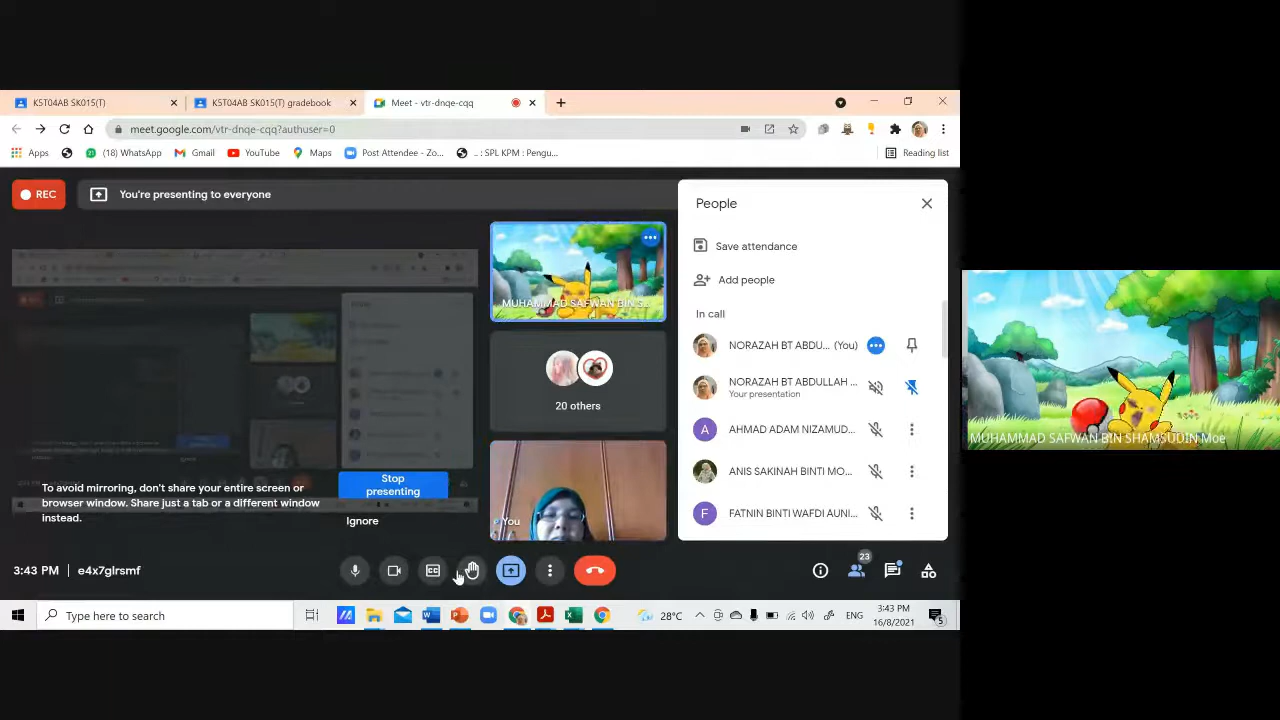 K5T04AB SK015(T)
K5T04AB SK015(T) gradebook
Meet - vtr-dnqe-cqq
meet.google.com/vtr-dnqe-cqq?authuser=0
Apps
(18) WhatsApp
Gmail
YouTube
Maps
Post Attendee - Zo...
.. : SPL KPM : Pengu...
Reading list
REC
You're presenting to everyone
People
Save attendance
Add people
In call
NORAZAH BT ABDU... (You)
NORAZAH BT ABDULLAH ...
Your presentation
AHMAD ADAM NIZAMUD...
A
ANIS SAKINAH BINTI MO...
F
FATNIN BINTI WAFDI AUNI...
MUHAMMAD SAFWAN BIN S...
20 others
You
To avoid mirroring, don't share your entire screen or
browser window. Share just a tab or a different window
instead.
Stop
presenting
Ignore
3:43 PM | e4x7glrsmf
23
Type here to search
28°C
ENG
3:43 PM
16/8/2021
5
MUHAMMAD SAFWAN BIN SHAMSUDIN Moe